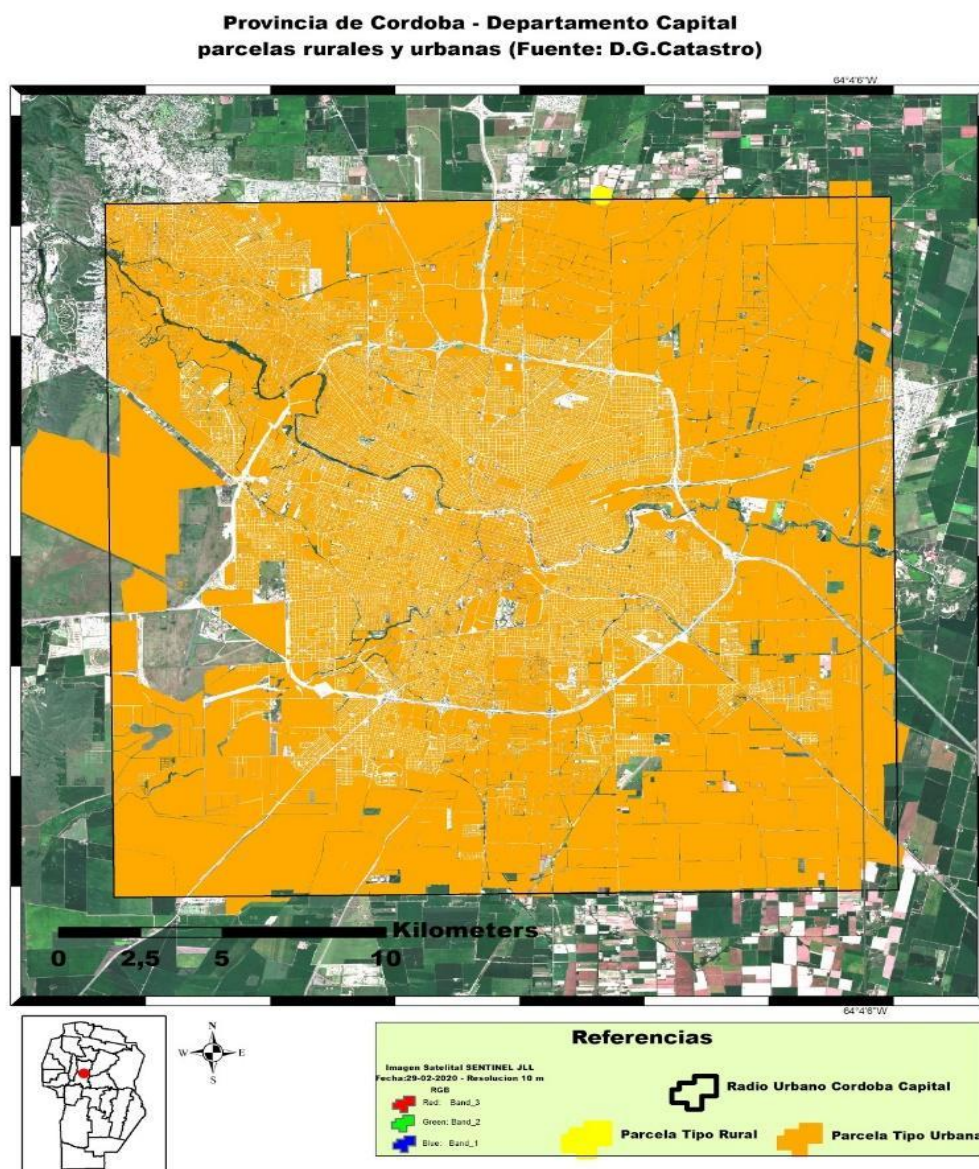 Provincia de Cordoba - Departamento Capital
parcelas rurales y urbanas (Fuente: D.G.Catastro)
64°4'6"W
Kilometers
0 2,5 5 10
64°4'6"W
N
W E
S
Referencias
Imagen Satelital SENTINEL JLL
Fecha:29-02-2020 - Resolucion 10 m
RGB
Red: Band_3
Green: Band_2
Blue: Band_1
Radio Urbano Cordoba Capital
Parcela Tipo Rural
Parcela Tipo Urbana